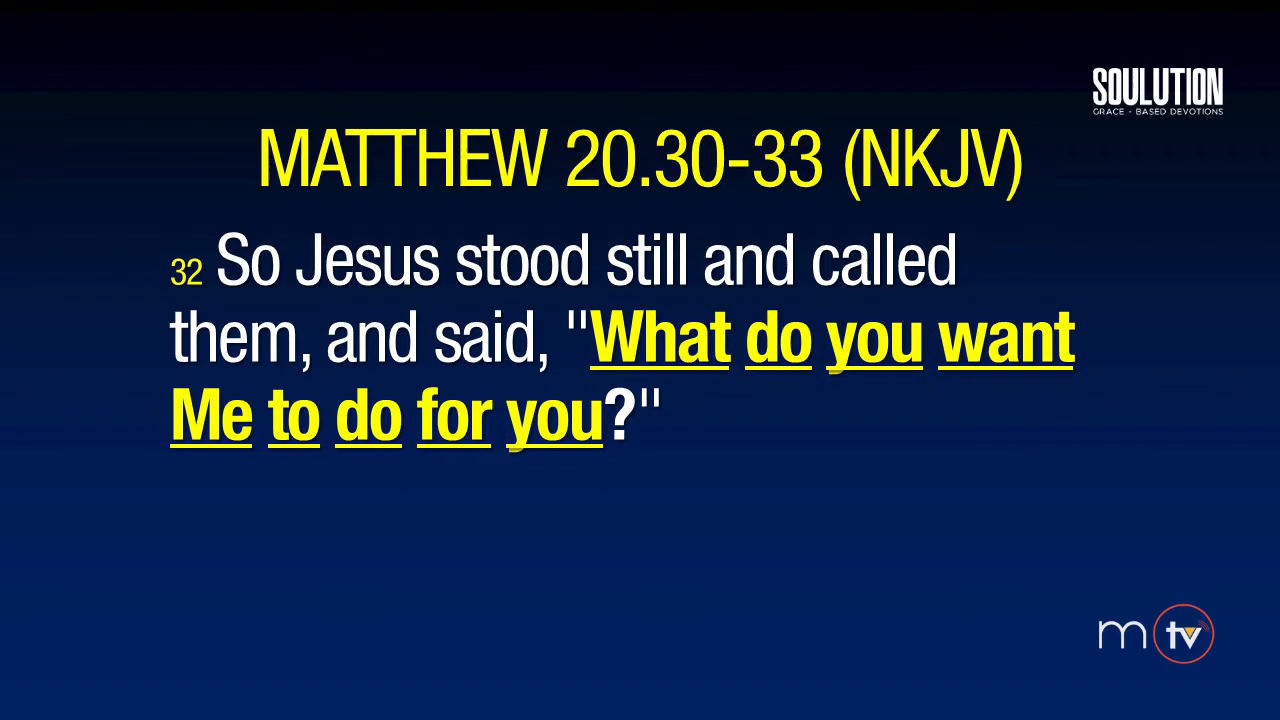 SOULUTION
GRACE - BASED DEVOTIONS
MATTHEW 20.30-33 (NKJV)
32 So Jesus stood still and called
them, and said, "What do you want
Me to do for you?"
m tv